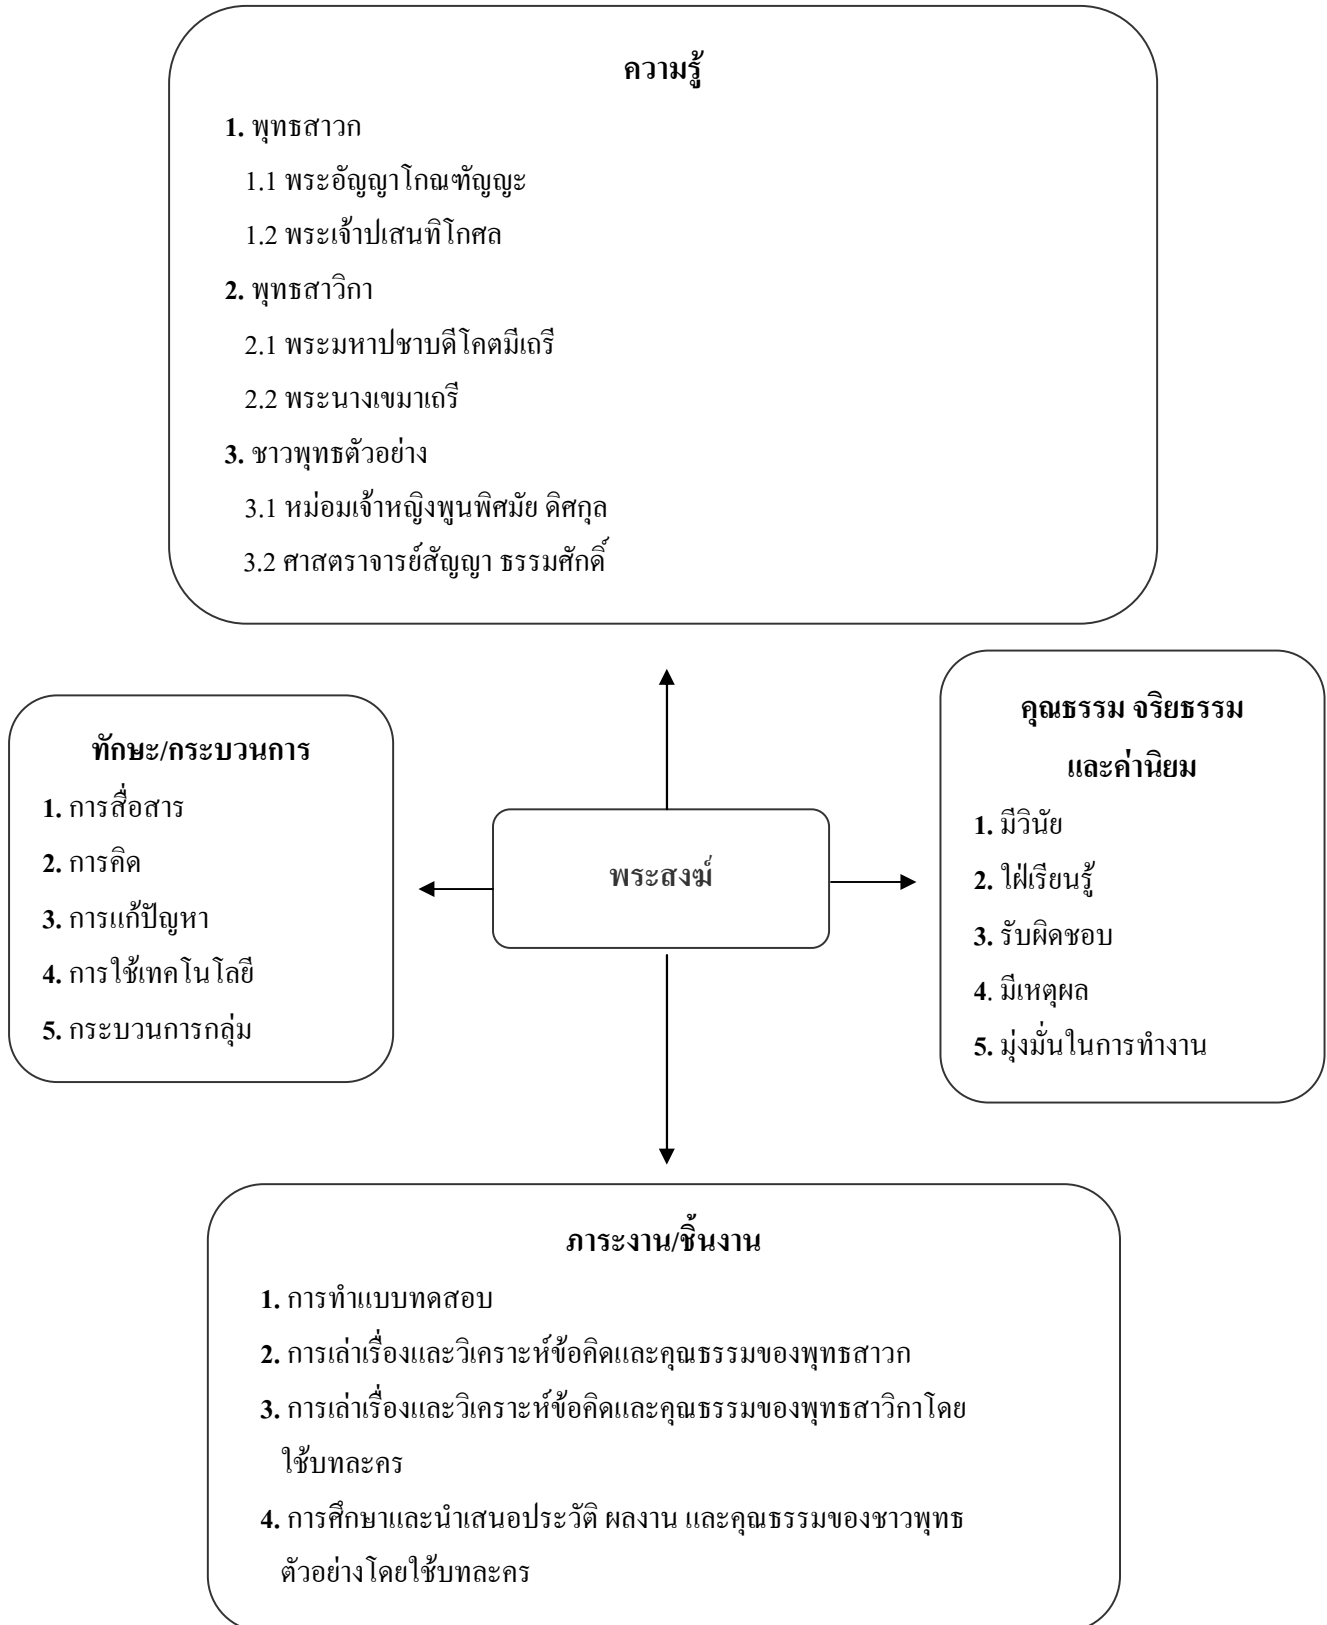 ความรู้
1. พุทธสาวก
1.1 พระอัญญาโกณฑัญญะ
1.2 พระเจ้าปเสนทิโกศล
2. พุทธสาวิกา
2.1 พระมหาปชาบดีโคตมีเถรี
2.2 พระนางเขมาเถรี
3. ชาวพุทธตัวอย่าง
3.1 หม่อมเจ้าหญิงพูนพิศมัย ดิศกุล
3.2 ศาสตราจารย์สัญญา ธรรมศักดิ์
ทักษะ/กระบวนการ
1. การสื่อสาร
2. การคิด
3. การแก้ปัญหา
4. การใช้เทคโนโลยี
5. กระบวนการกลุ่ม
พระสงฆ์
คุณธรรม จริยธรรม
และค่านิยม
1. มีวินัย
2. ใฝ่เรียนรู้
3. รับผิดชอบ
4. มีเหตุผล
5. มุ่งมั่นในการทำงาน
ภาระงาน/ชิ้นงาน
1. การทำแบบทดสอบ
2. การเล่าเรื่องและวิเคราะห์ข้อคิดและคุณธรรมของพุทธสาวก
3. การเล่าเรื่องและวิเคราะห์ข้อคิดและคุณธรรมของพุทธสาวิกาโดย
ใช้บทละคร
4. การศึกษาและนำเสนอประวัติ ผลงาน และคุณธรรมของชาวพุทธ
ตัวอย่างโดยใช้บทละคร